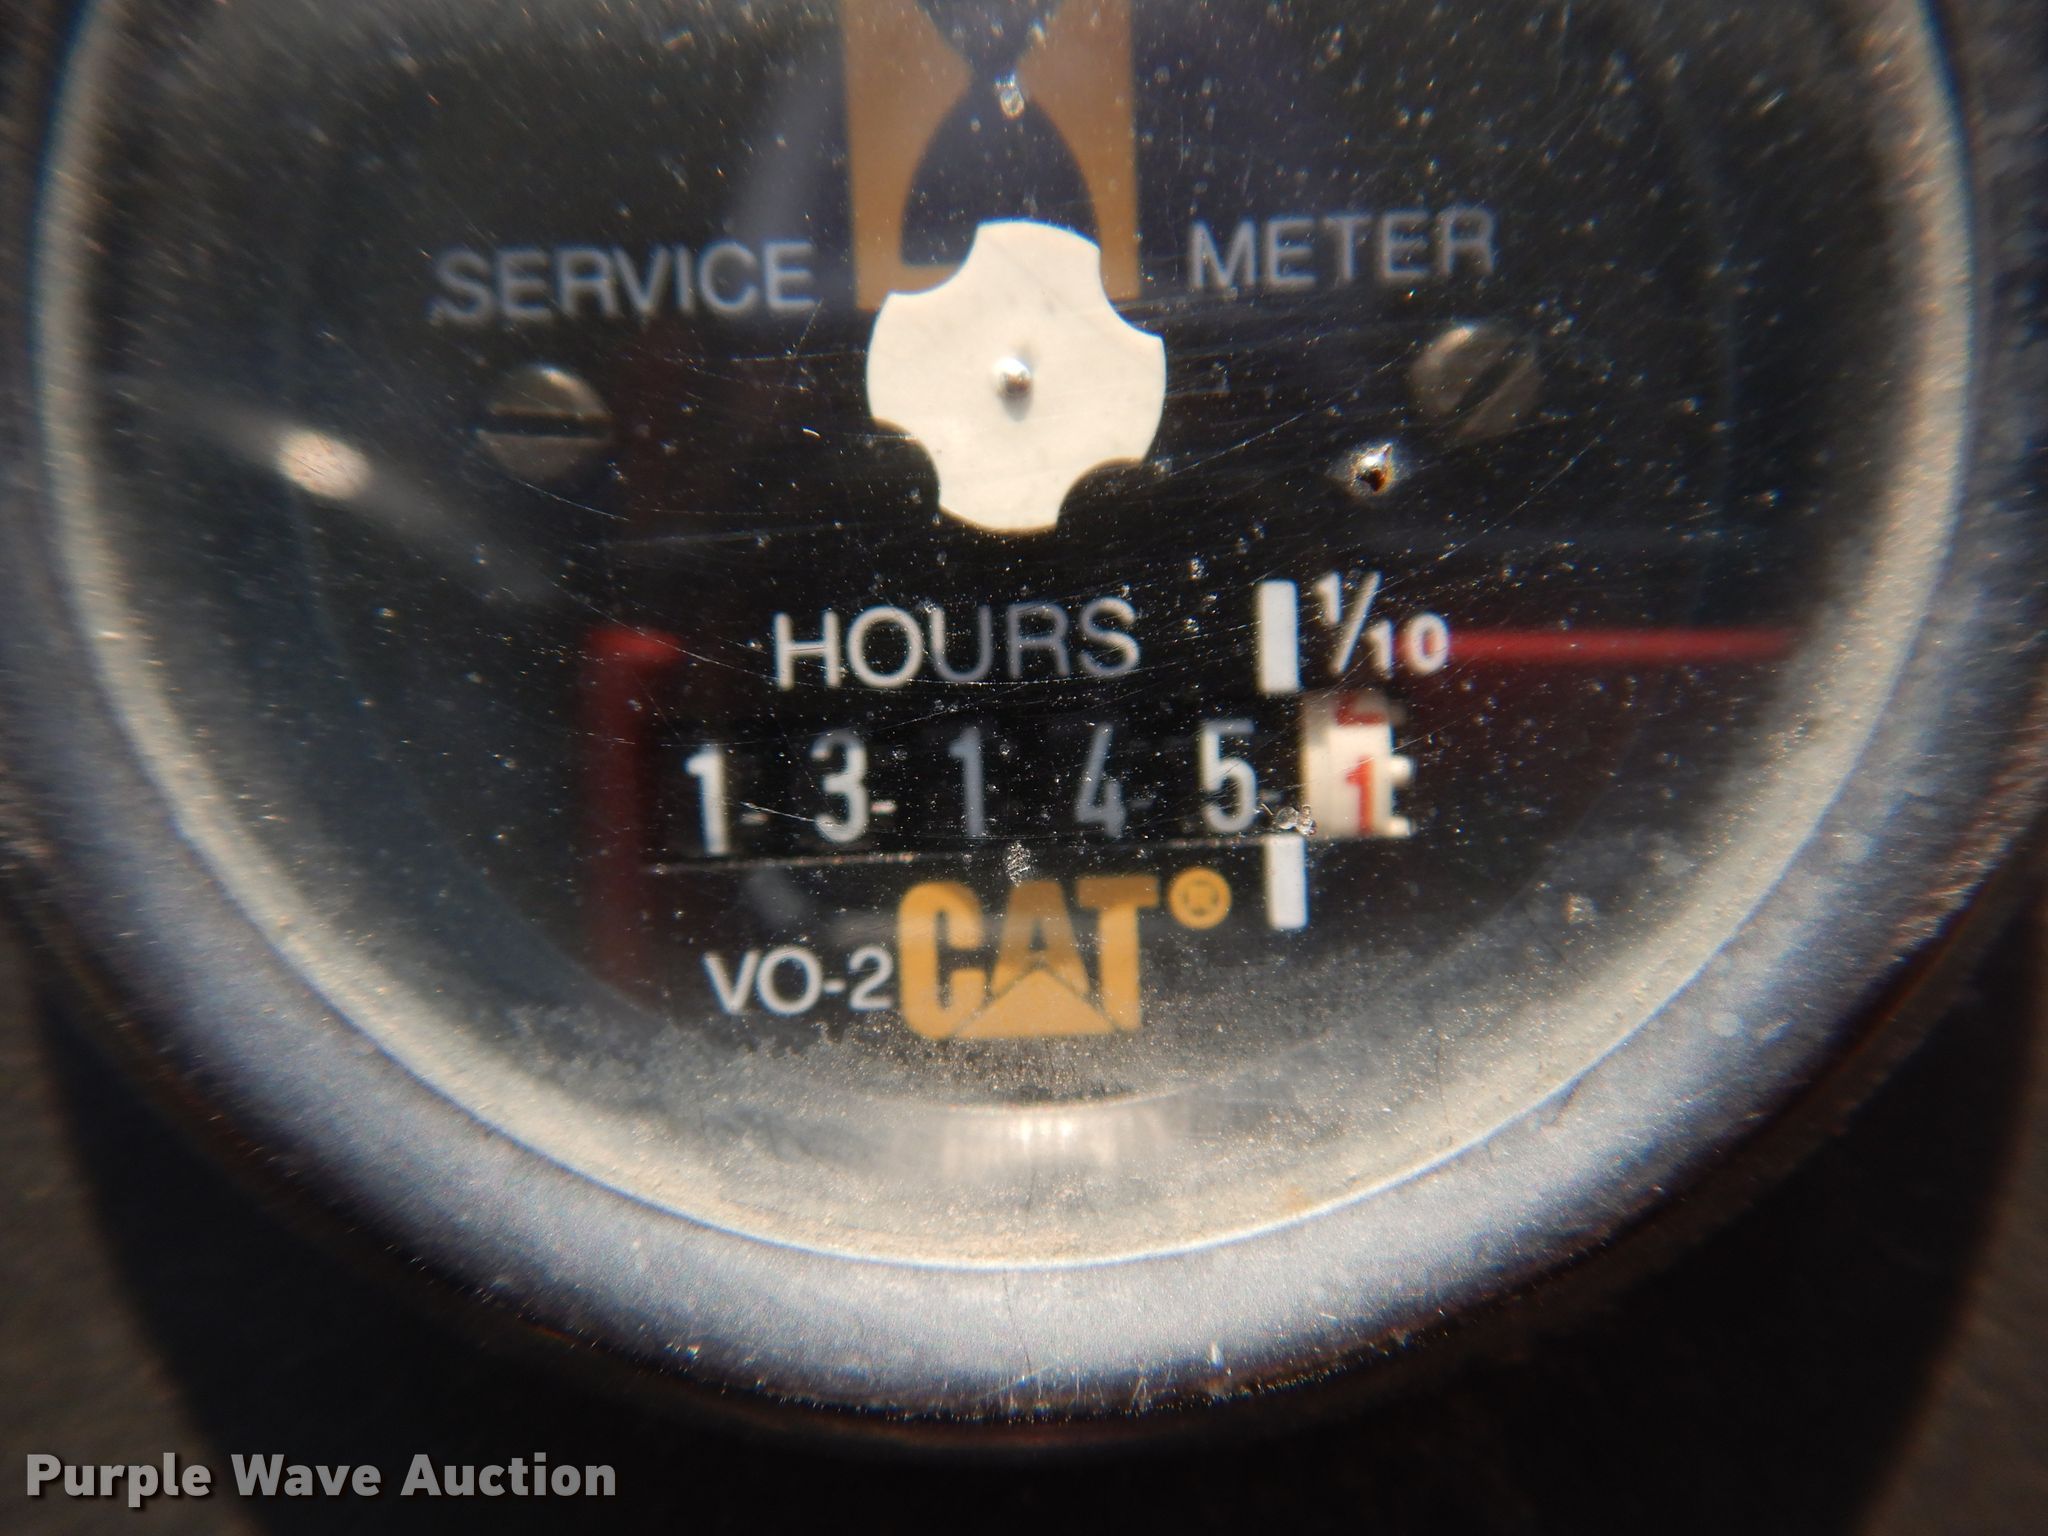 SERVICE METER
HOURS 1/10
1 3 1 4 5 1
VO-2 CAT®
Purple Wave Auction